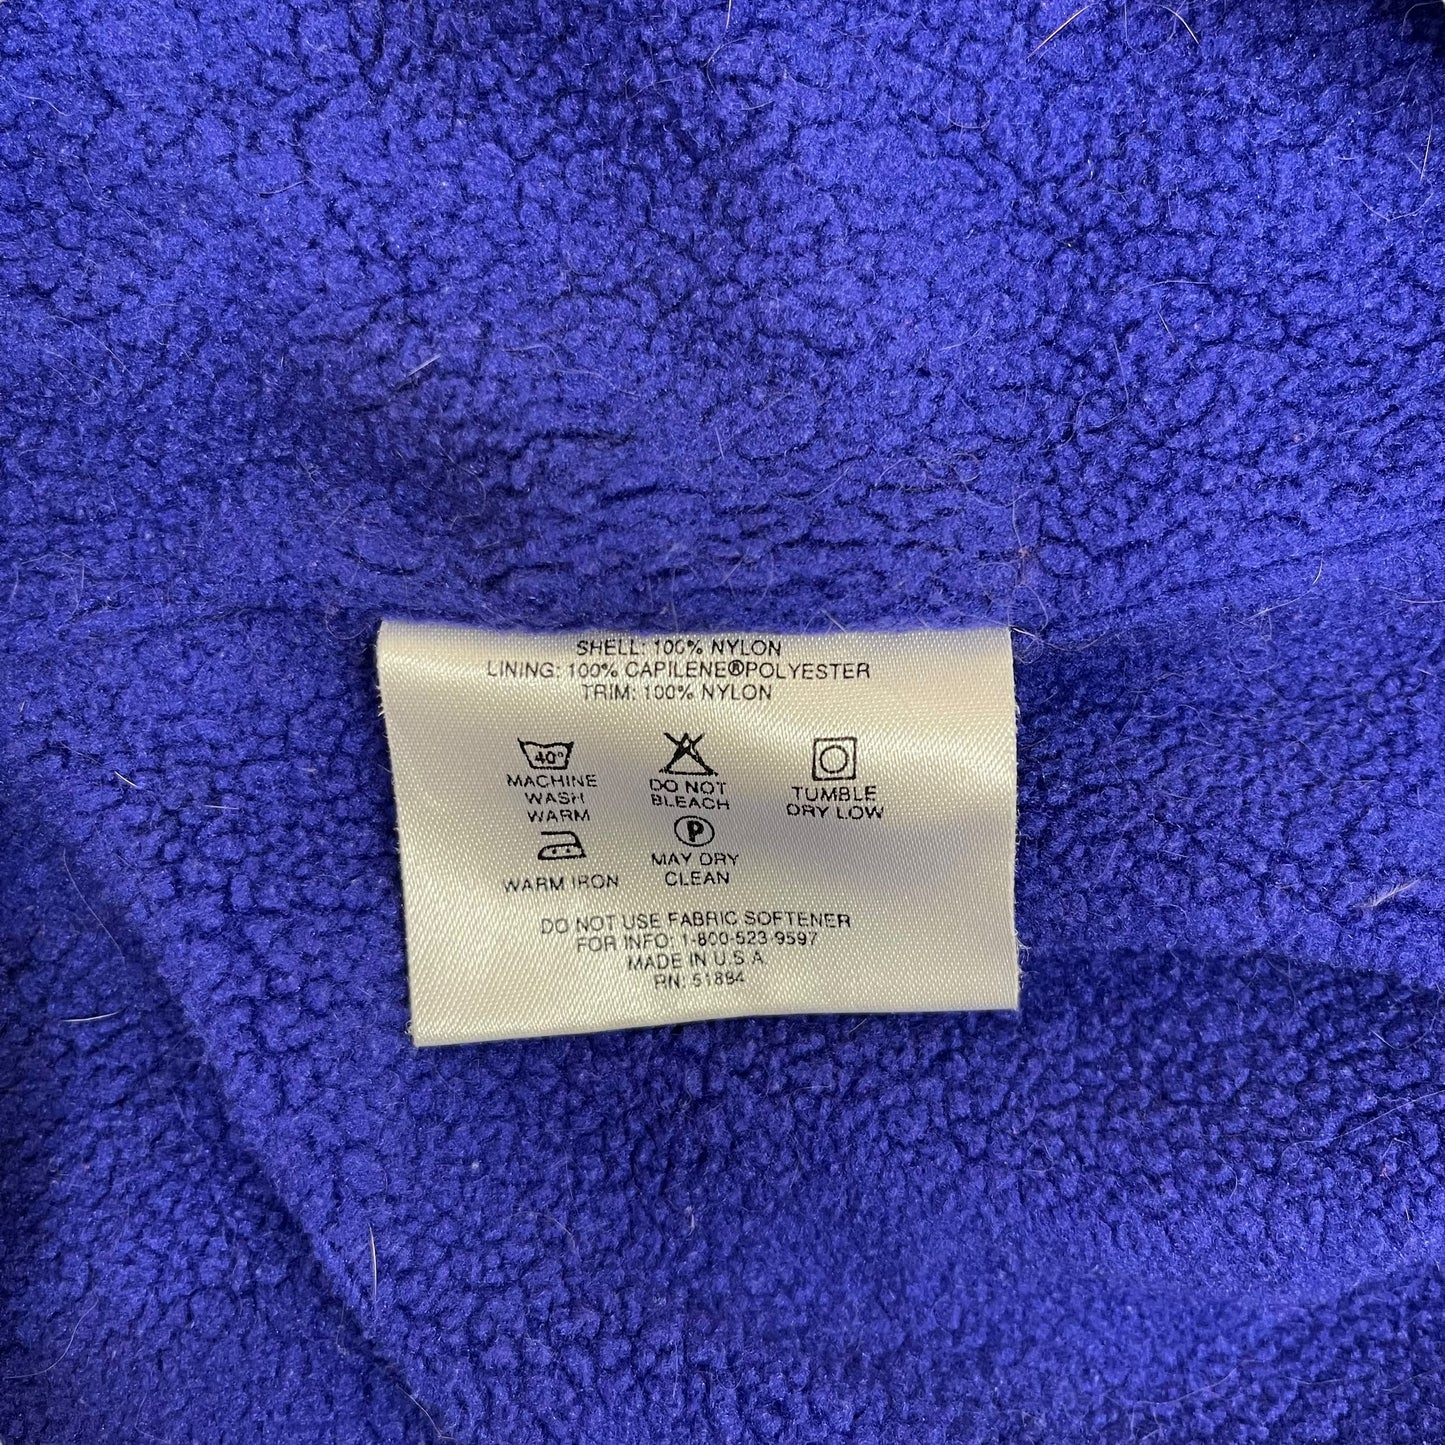 SHELL: 100% NYLON
LINING: 100% CAPILENE® POLYESTER
TRIM: 100% NYLON
40°
MACHINE
WASH
WARM
DO NOT
BLEACH
TUMBLE
DRY LOW
WARM IRON
P
MAY DRY
CLEAN
DO NOT USE FABRIC SOFTENER
FOR INFO: 1-800-523-9597
MADE IN U.S.A.
RN: 51884